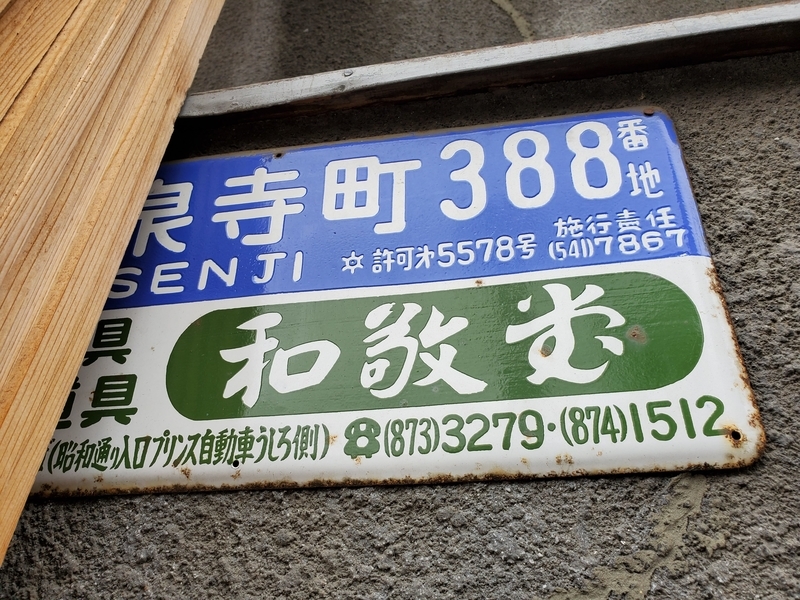 泉寺町388番地
SENJI
✡許可オ5578号 施行責任(541)7867
具
和敬堂
道具
(昭和通り入口プリンス自動車うしろ側) ☎(873)3279・(874)1512